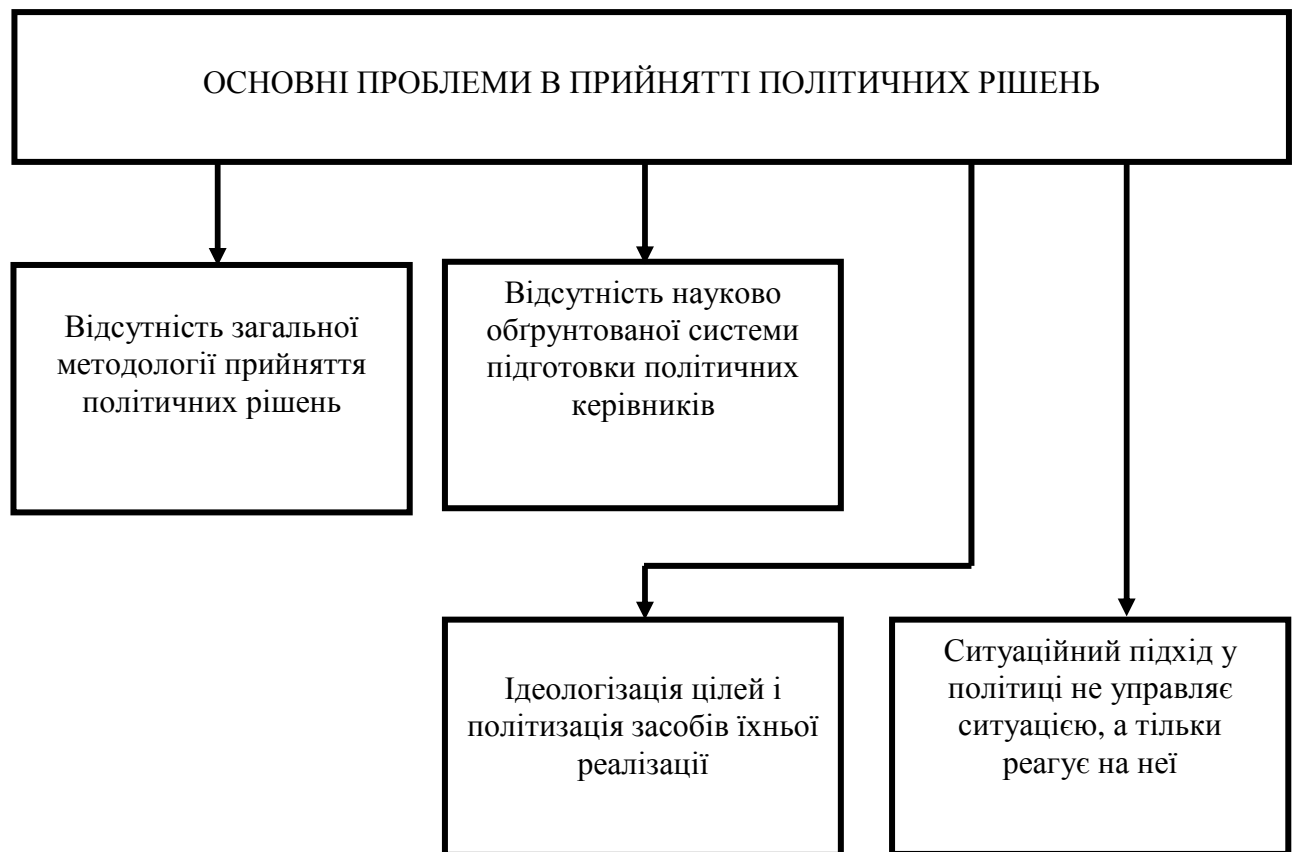 ОСНОВНІ ПРОБЛЕМИ В ПРИЙНЯТТІ ПОЛІТИЧНИХ РІШЕНЬ
Відсутність загальної
методології прийняття
політичних рішень
Відсутність науково
обґрунтованої системи
підготовки політичних
керівників
Ідеологізація цілей і
політизація засобів їхньої
реалізації
Ситуаційний підхід у
політиці не управляє
ситуацією, а тільки
реагує на неї